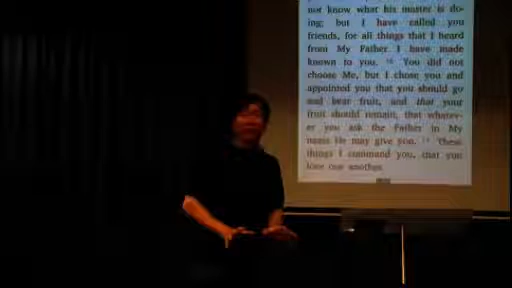 not know what his master is do-
ing; but I have called you
friends, for all things that I heard
from My Father I have made
known to you. 16 You did not
choose Me, but I chose you and
appointed you that you should go
and bear fruit, and that your
fruit should remain, that whatev-
er you ask the Father in My
name He may give you. 17 These
things I command you, that you
love one another.